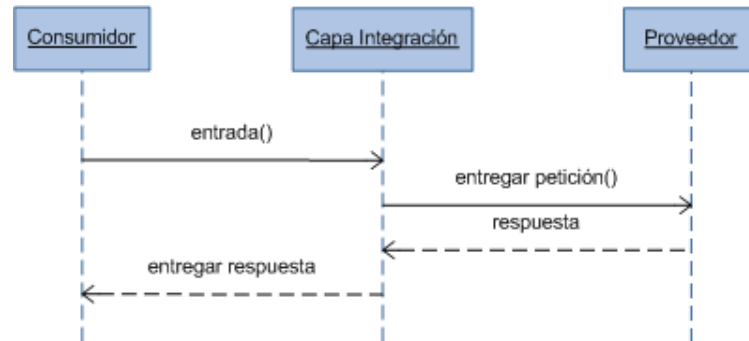 Consumidor
Capa Integración
Proveedor
entrada()
entregar petición()
respuesta
entregar respuesta